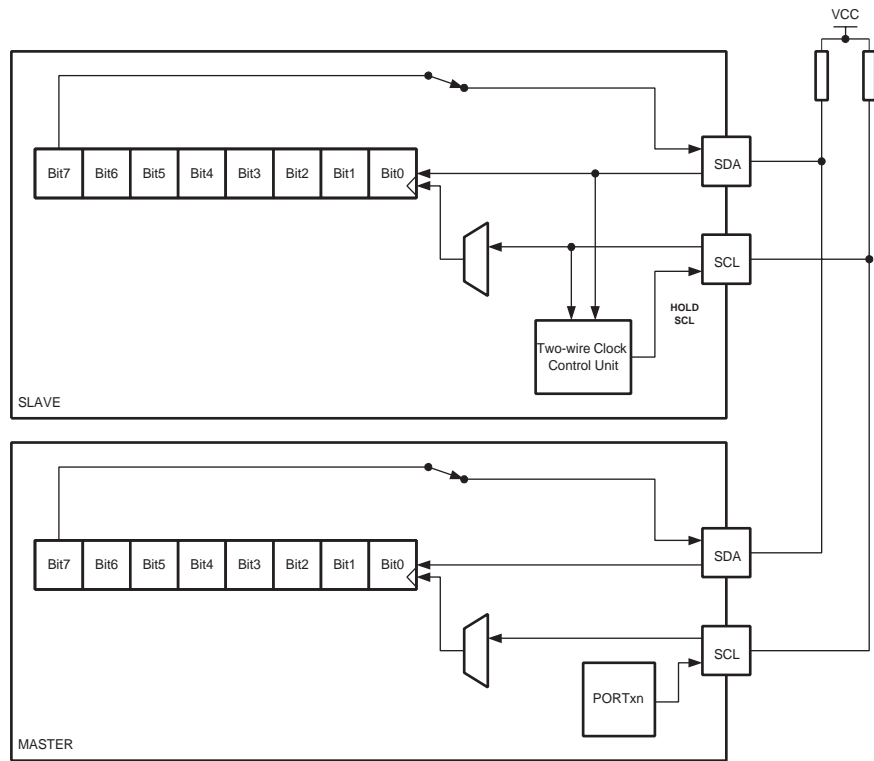 VCC
Bit7 Bit6 Bit5 Bit4 Bit3 Bit2 Bit1 Bit0
SDA
SCL
HOLD
SCL
Two-wire Clock
Control Unit
SLAVE
Bit7 Bit6 Bit5 Bit4 Bit3 Bit2 Bit1 Bit0
SDA
SCL
PORTxn
MASTER